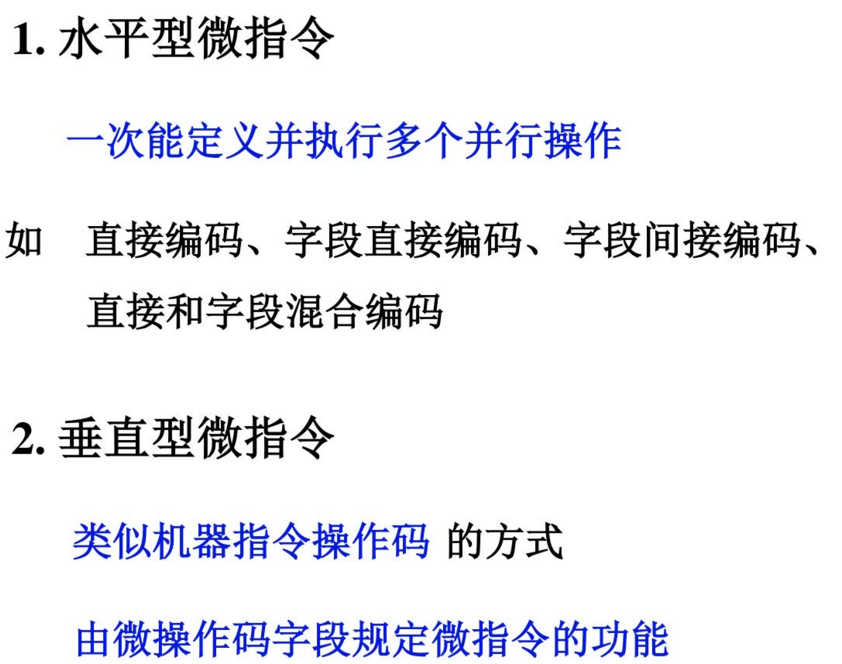 1. 水平型微指令
一次能定义并执行多个并行操作
如 直接编码、字段直接编码、字段间接编码、
直接和字段混合编码
2. 垂直型微指令
类似机器指令操作码 的方式
由微操作码字段规定微指令的功能